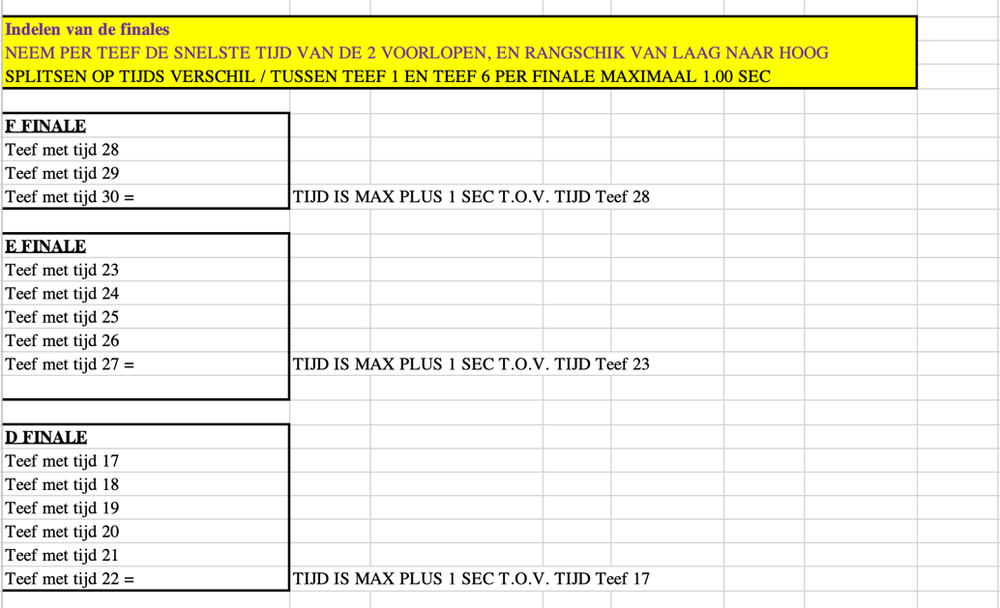 Indelen van de finales
NEEM PER TEEF DE SNELSTE TIJD VAN DE 2 VOORLOPEN, EN RANGSCHIK VAN LAAG NAAR HOOG
SPLITSEN OP TIJDS VERSCHIL / TUSSEN TEEF 1 EN TEEF 6 PER FINALE MAXIMAAL 1.00 SEC
F FINALE
Teef met tijd 28
Teef met tijd 29
Teef met tijd 30 = TIJD IS MAX PLUS 1 SEC T.O.V. TIJD Teef 28
E FINALE
Teef met tijd 23
Teef met tijd 24
Teef met tijd 25
Teef met tijd 26
Teef met tijd 27 = TIJD IS MAX PLUS 1 SEC T.O.V. TIJD Teef 23
D FINALE
Teef met tijd 17
Teef met tijd 18
Teef met tijd 19
Teef met tijd 20
Teef met tijd 21
Teef met tijd 22 = TIJD IS MAX PLUS 1 SEC T.O.V. TIJD Teef 17